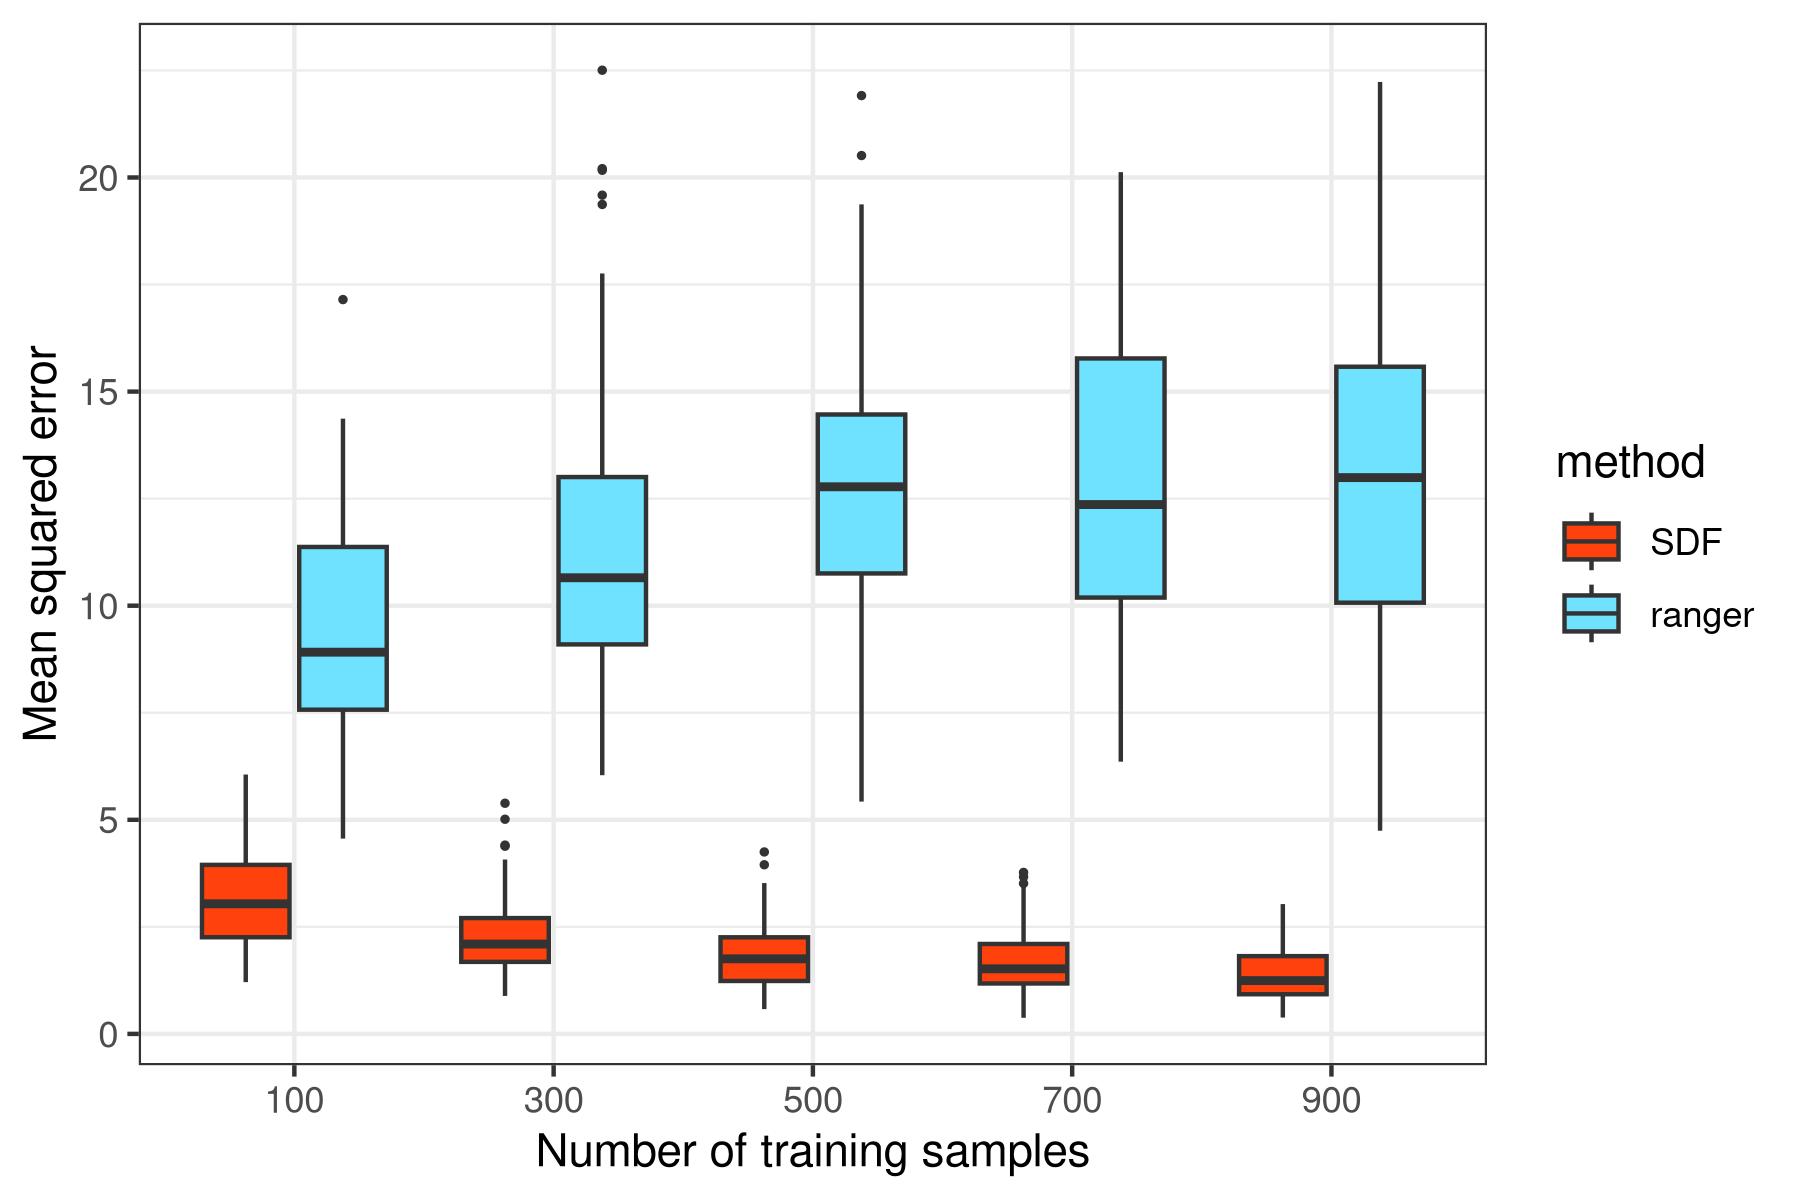 Mean squared error
20
15
10
5
0
100 300 500 700 900
Number of training samples
method
SDF
ranger